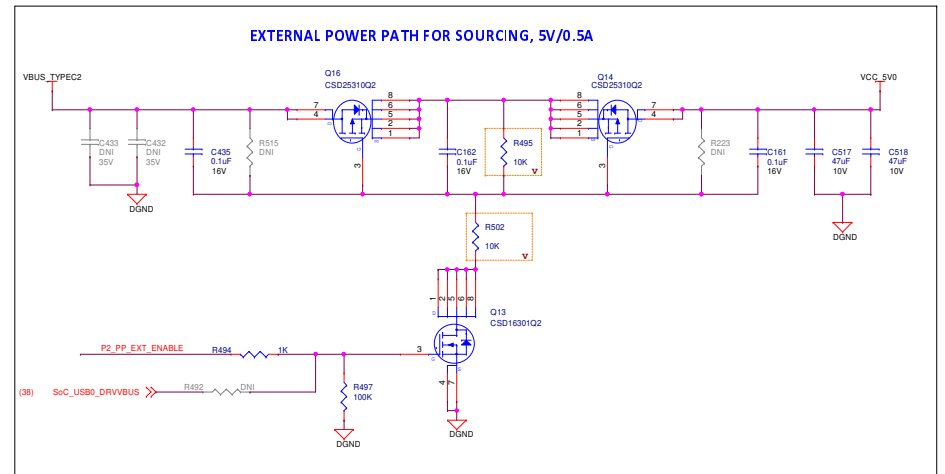 EXTERNAL POWER PATH FOR SOURCING, 5V/0.5A
VBUS_TYPEC2
Q16
CSD25310Q2
Q14
CSD25310Q2
VCC_5V0
7
4
8
6
5
2
1
3
8
6
5
2
1
3
7
4
C433
DNI
35V
C432
DNI
35V
C435
0.1uF
16V
R515
DNI
C162
0.1uF
16V
R495
10K
V
R223
DNI
C161
0.1uF
16V
C517
47uF
10V
C518
47uF
10V
DGND
DGND
R502
10K
V
1
2
5
6
8
Q13
CSD16301Q2
3
4
7
P2_PP_EXT_ENABLE
R494
1K
(38)
SoC_USB0_DRVVBUS
R492
DNI
R497
100K
DGND
DGND